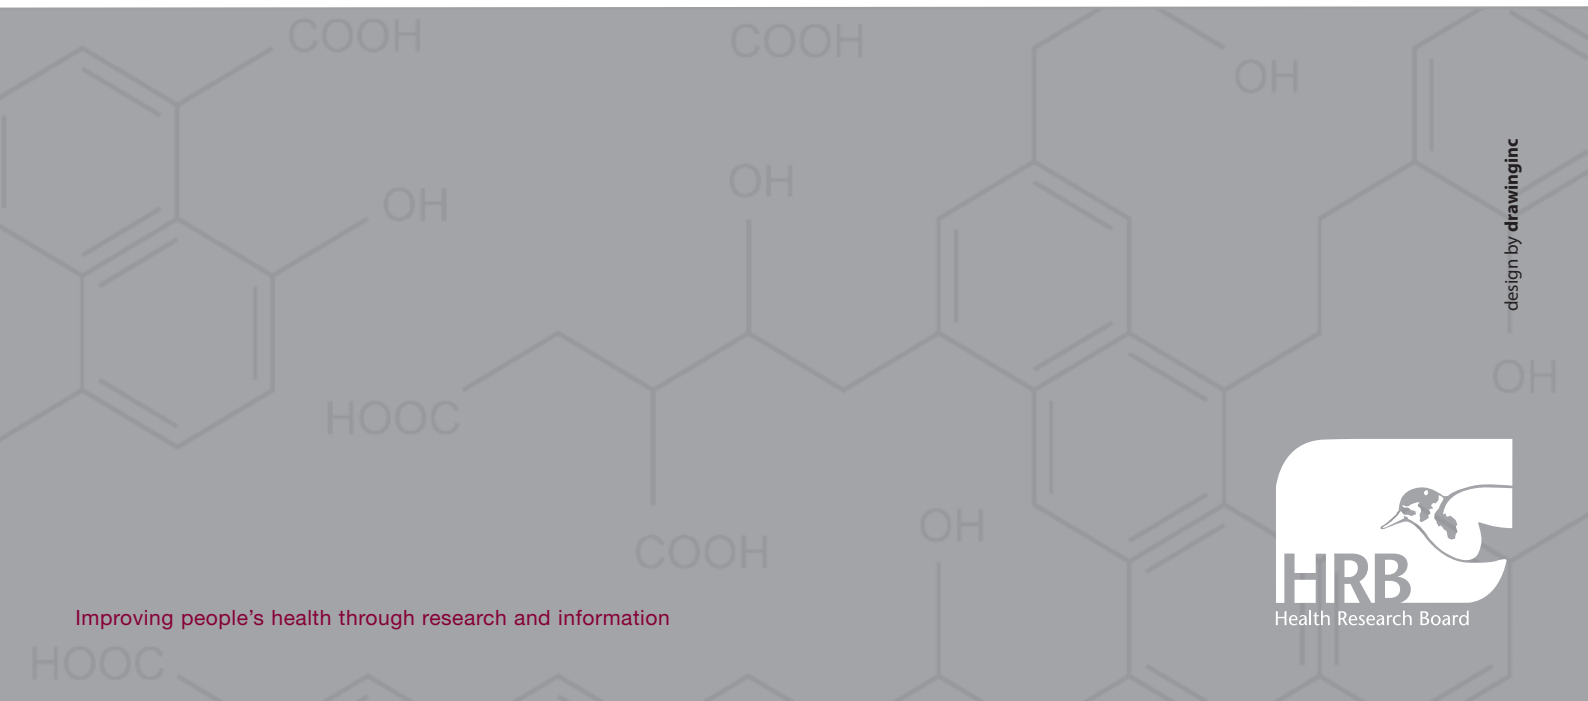 COOH
COOH
OH
OH
OH
design by drawinginc
HOOC
OH
COOH
OH
HRB
Health Research Board
Improving people’s health through research and information
HOOC